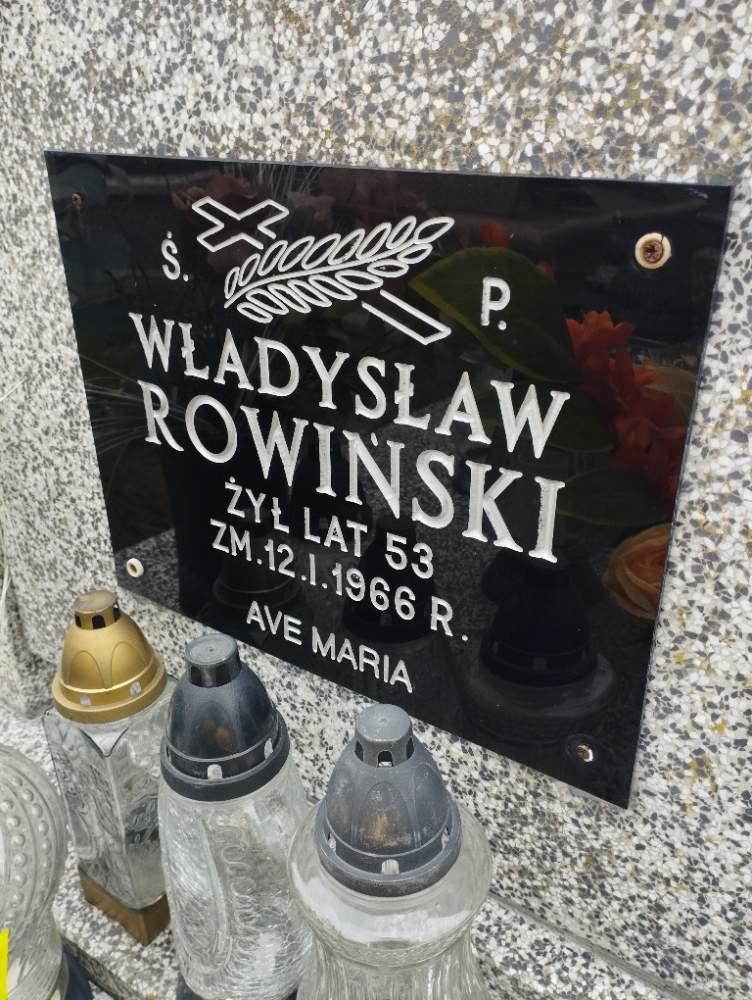 Ś. P.
WŁADYSŁAW
ROWIŃSKI
ŻYŁ LAT 53
ZM.12.I.1966 R.
AVE MARIA